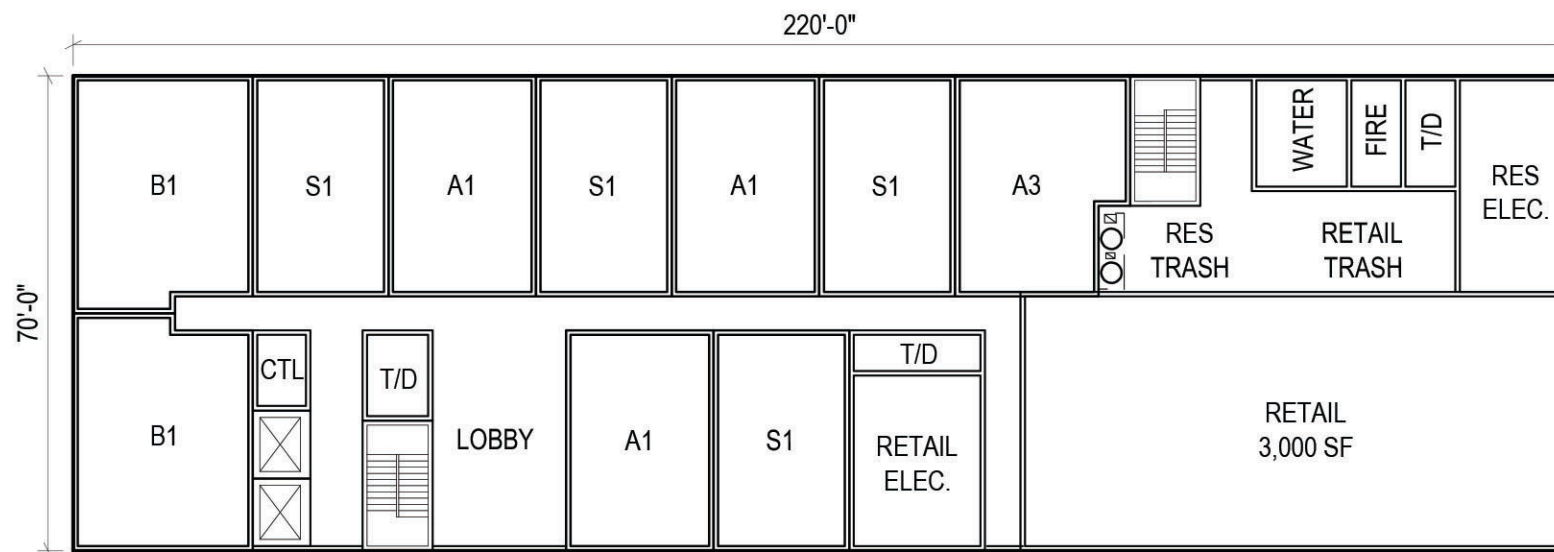 220'-0"
70'-0"
B1
S1
A1
S1
A1
S1
A3
WATER
FIRE
T/D
RES
ELEC.
RES
TRASH
RETAIL
TRASH
B1
CTL
T/D
LOBBY
A1
S1
T/D
RETAIL
ELEC.
RETAIL
3,000 SF